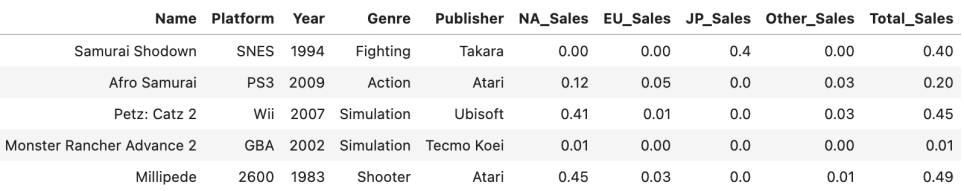 Name Platform Year Genre Publisher NA_Sales EU_Sales JP_Sales Other_Sales Total_Sales
Samurai Shodown SNES 1994 Fighting Takara 0.00 0.00 0.4 0.00 0.40
Afro Samurai PS3 2009 Action Atari 0.12 0.05 0.0 0.03 0.20
Petz: Catz 2 Wii 2007 Simulation Ubisoft 0.41 0.01 0.0 0.03 0.45
Monster Rancher Advance 2 GBA 2002 Simulation Tecmo Koei 0.01 0.00 0.0 0.00 0.01
Millipede 2600 1983 Shooter Atari 0.45 0.03 0.0 0.01 0.49